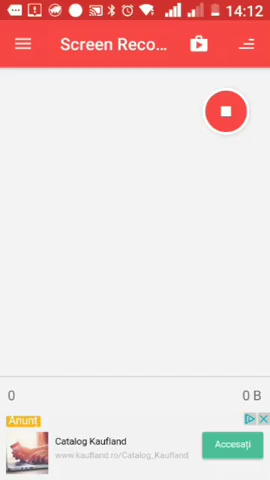 14:12
Screen Reco...
0
0 B
Anunț
Catalog Kaufland
www.kaufland.ro/Catalog_Kaufland
Accesați